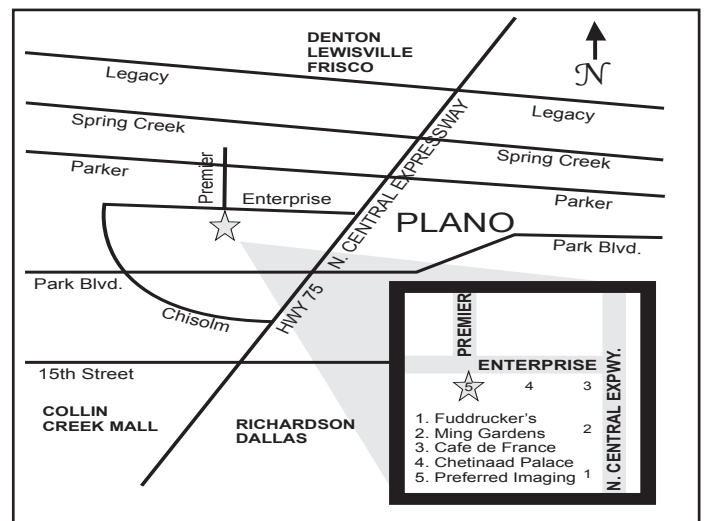 DENTON
LEWISVILLE
FRISCO
N
Legacy
Legacy
Spring Creek
Spring Creek
Parker
Parker
Premier
Enterprise
N. CENTRAL EXPRESSWAY
HWY 75
PLANO
Park Blvd.
Park Blvd.
Chisolm
15th Street
COLLIN
CREEK MALL
RICHARDSON
DALLAS
PREMIER
ENTERPRISE
N. CENTRAL EXPWY.
5
4
3
2
1
1. Fuddrucker's
2. Ming Gardens
3. Cafe de France
4. Chetinaad Palace
5. Preferred Imaging